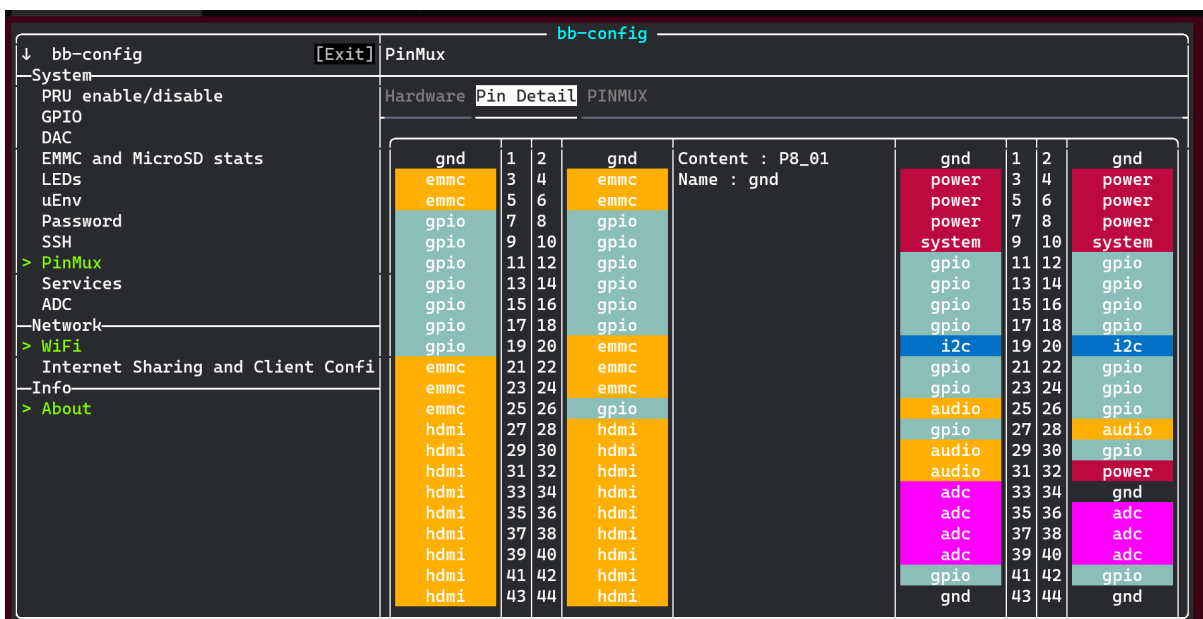 bb-config
↓ bb-config [Exit] PinMux
System
PRU enable/disable Hardware Pin Detail PINMUX
GPIO
DAC
EMMC and MicroSD stats gnd 1 2 gnd Content : P8_01 gnd 1 2 gnd
LEDs emmc 3 4 emmc Name : gnd power 3 4 power
uEnv emmc 5 6 emmc power 5 6 power
Password gpio 7 8 gpio power 7 8 power
SSH gpio 9 10 gpio system 9 10 system
> PinMux gpio 11 12 gpio gpio 11 12 gpio
Services gpio 13 14 gpio gpio 13 14 gpio
ADC gpio 15 16 gpio gpio 15 16 gpio
Network gpio 17 18 gpio gpio 17 18 gpio
> WiFi gpio 19 20 emmc i2c 19 20 i2c
Internet Sharing and Client Confi emmc 21 22 emmc gpio 21 22 gpio
Info emmc 23 24 emmc gpio 23 24 gpio
> About emmc 25 26 gpio audio 25 26 gpio
hdmi 27 28 hdmi gpio 27 28 audio
hdmi 29 30 hdmi audio 29 30 gpio
hdmi 31 32 hdmi audio 31 32 power
hdmi 33 34 hdmi adc 33 34 gnd
hdmi 35 36 hdmi adc 35 36 adc
hdmi 37 38 hdmi adc 37 38 adc
hdmi 39 40 hdmi adc 39 40 adc
hdmi 41 42 hdmi gpio 41 42 gpio
hdmi 43 44 hdmi gnd 43 44 gnd